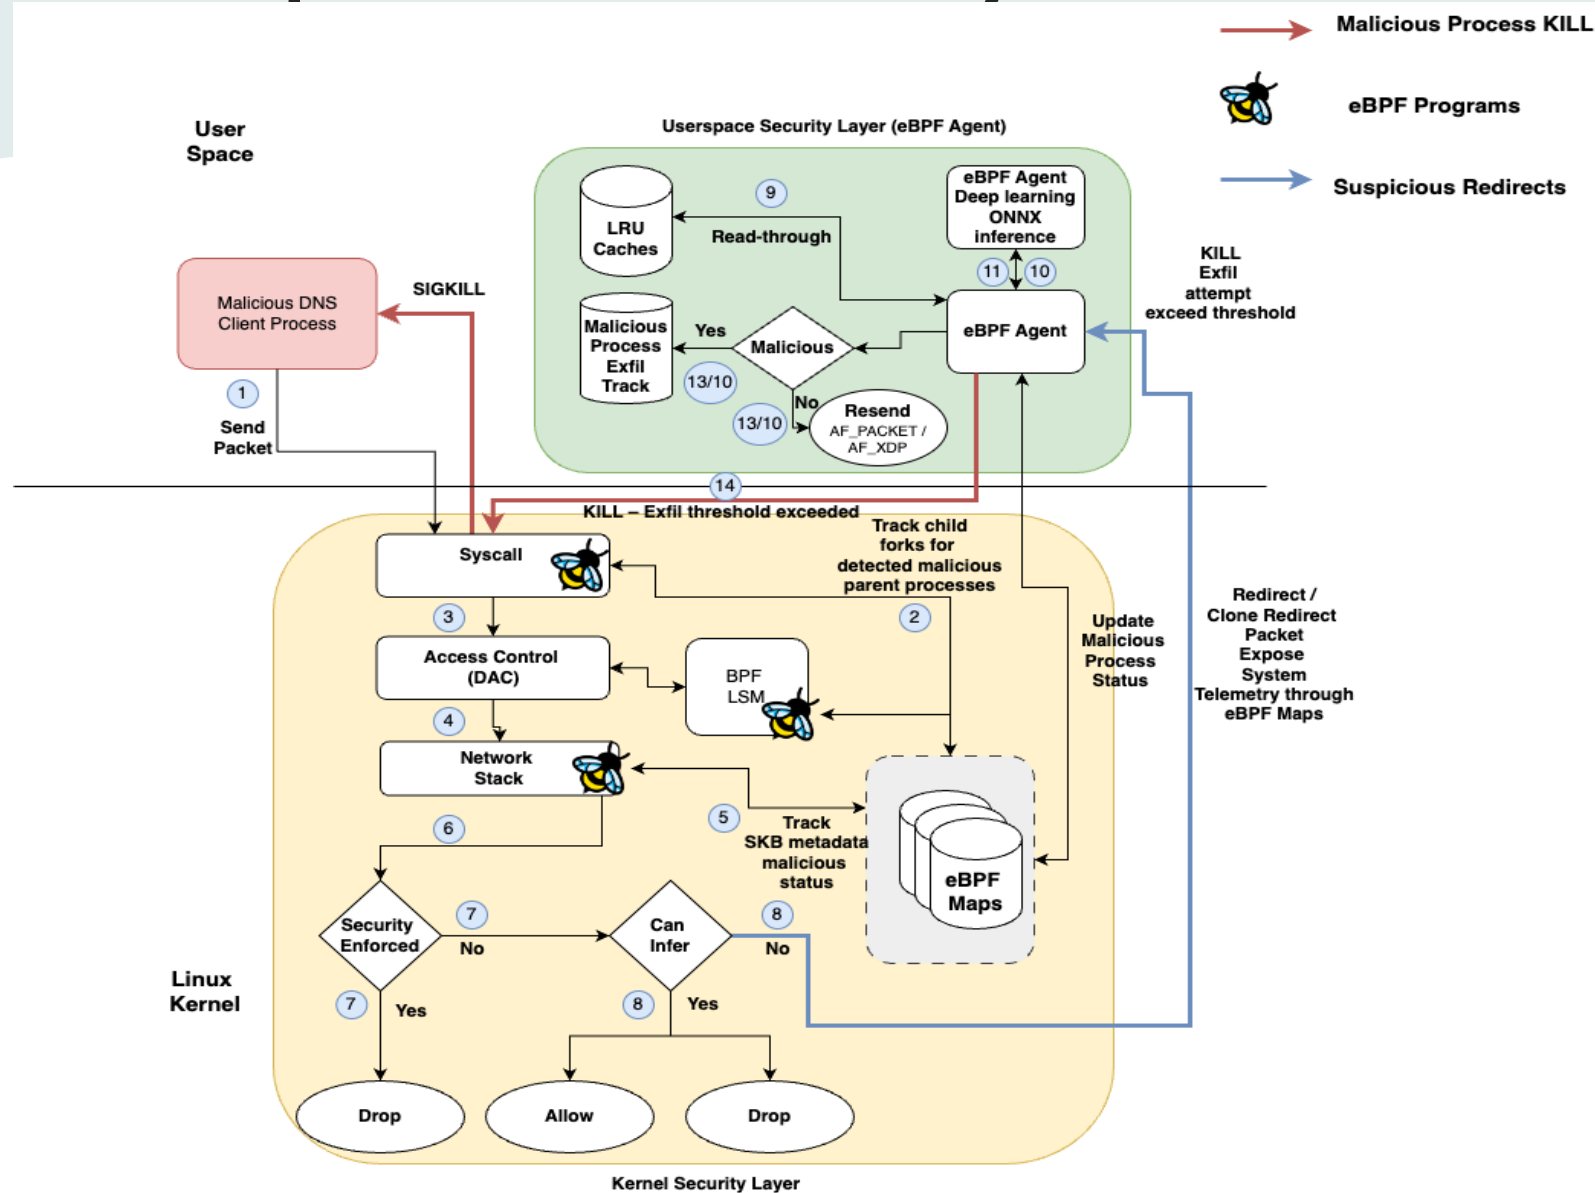 Malicious Process KILL
eBPF Programs
Suspicious Redirects
User
Space
Userspace Security Layer (eBPF Agent)
LRU
Caches
9
Read-through
eBPF Agent
Deep learning
ONNX
inference
11
10
eBPF Agent
KILL
Exfil
attempt
exceed threshold
Malicious DNS
Client Process
SIGKILL
1
Send
Packet
Malicious
Process
Exfil
Track
Yes
13/10
Malicious
No
13/10
Resend
AF_PACKET /
AF_XDP
14
KILL – Exfil threshold exceeded
Track child
forks for
detected malicious
parent processes
Syscall
3
2
Access Control
(DAC)
BPF
LSM
4
Network
Stack
Update
Malicious
Process
Status
Redirect /
Clone Redirect
Packet
Expose
System
Telemetry through
eBPF Maps
5
Track
SKB metadata
malicious
status
6
eBPF
Maps
Security
Enforced
7
No
Can
Infer
8
No
Linux
Kernel
7
Yes
8
Yes
Drop
Allow
Drop
Kernel Security Layer